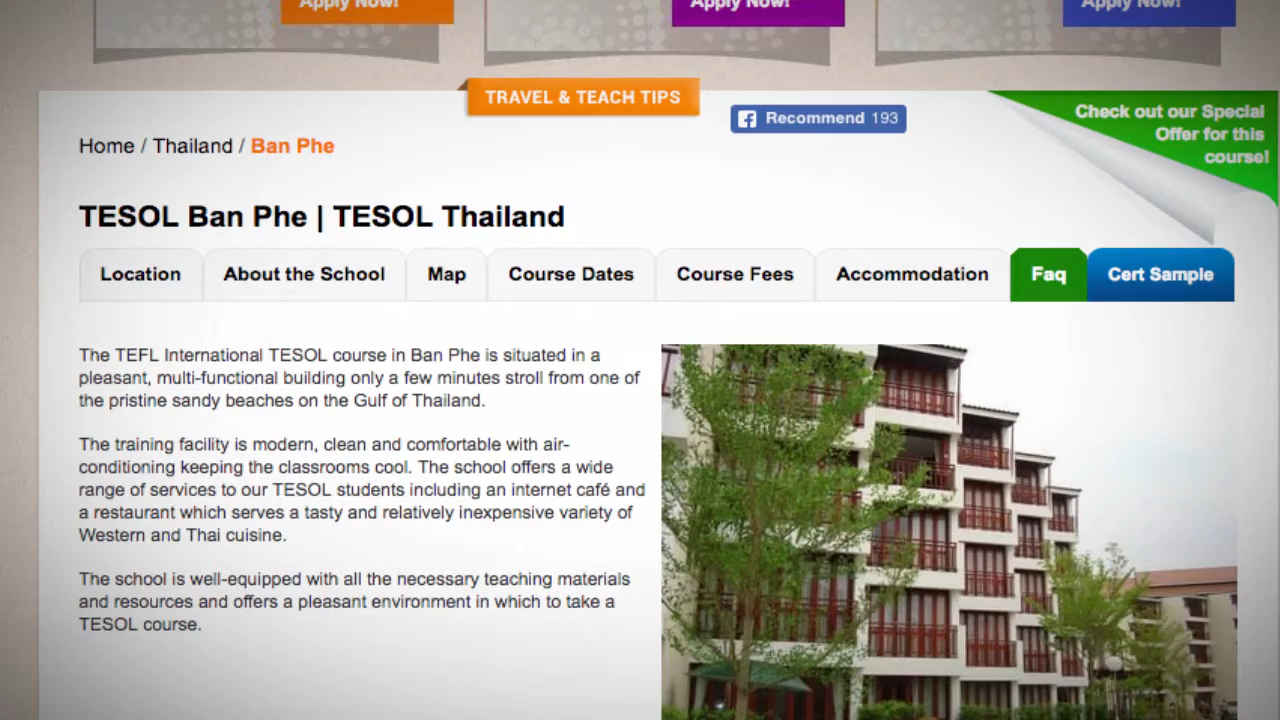 Apply Now!
Apply Now!
Apply Now!
TRAVEL & TEACH TIPS
Recommend 193
Check out our Special
Offer for this
course!
Home / Thailand / Ban Phe
TESOL Ban Phe | TESOL Thailand
Location
About the School
Map
Course Dates
Course Fees
Accommodation
Faq
Cert Sample
The TEFL International TESOL course in Ban Phe is situated in a
pleasant, multi-functional building only a few minutes stroll from one of
the pristine sandy beaches on the Gulf of Thailand.
The training facility is modern, clean and comfortable with air-
conditioning keeping the classrooms cool. The school offers a wide
range of services to our TESOL students including an internet café and
a restaurant which serves a tasty and relatively inexpensive variety of
Western and Thai cuisine.
The school is well-equipped with all the necessary teaching materials
and resources and offers a pleasant environment in which to take a
TESOL course.